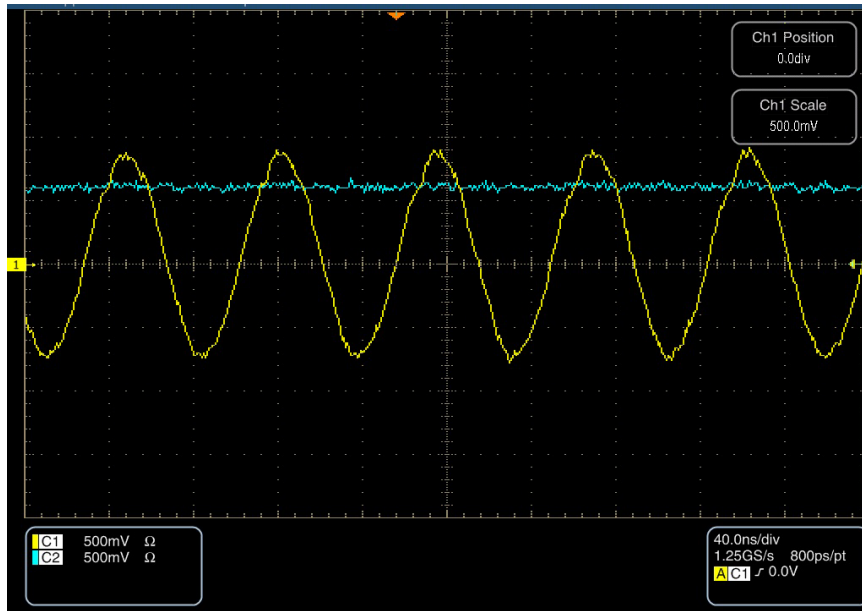 Ch1 Position
0.0div
Ch1 Scale
500.0mV
1
C1 500mV Ω
C2 500mV Ω
40.0ns/div
1.25GS/s 800ps/pt
A C1 0.0V